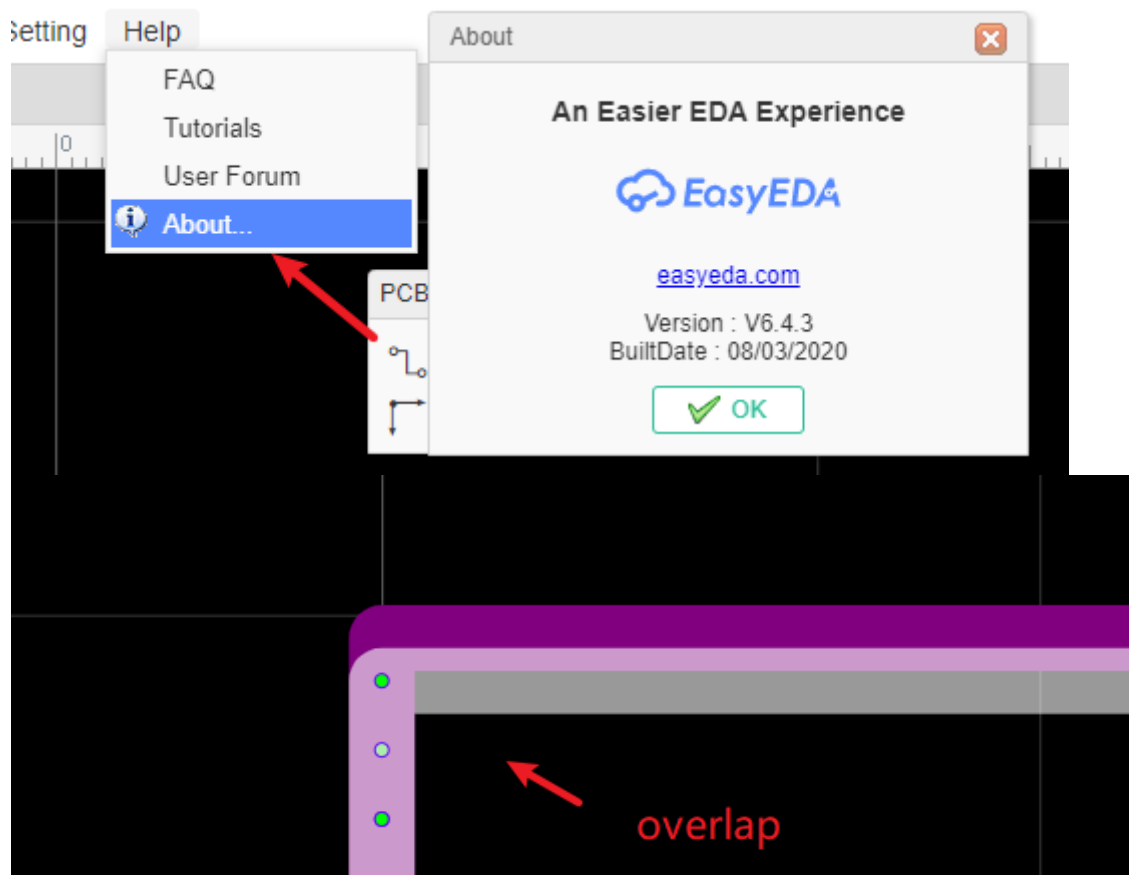 Setting Help
FAQ
Tutorials
User Forum
About...
0
PCB
About
An Easier EDA Experience
EasyEDA
easyeda.com
Version : V6.4.3
BuiltDate : 08/03/2020
OK
overlap